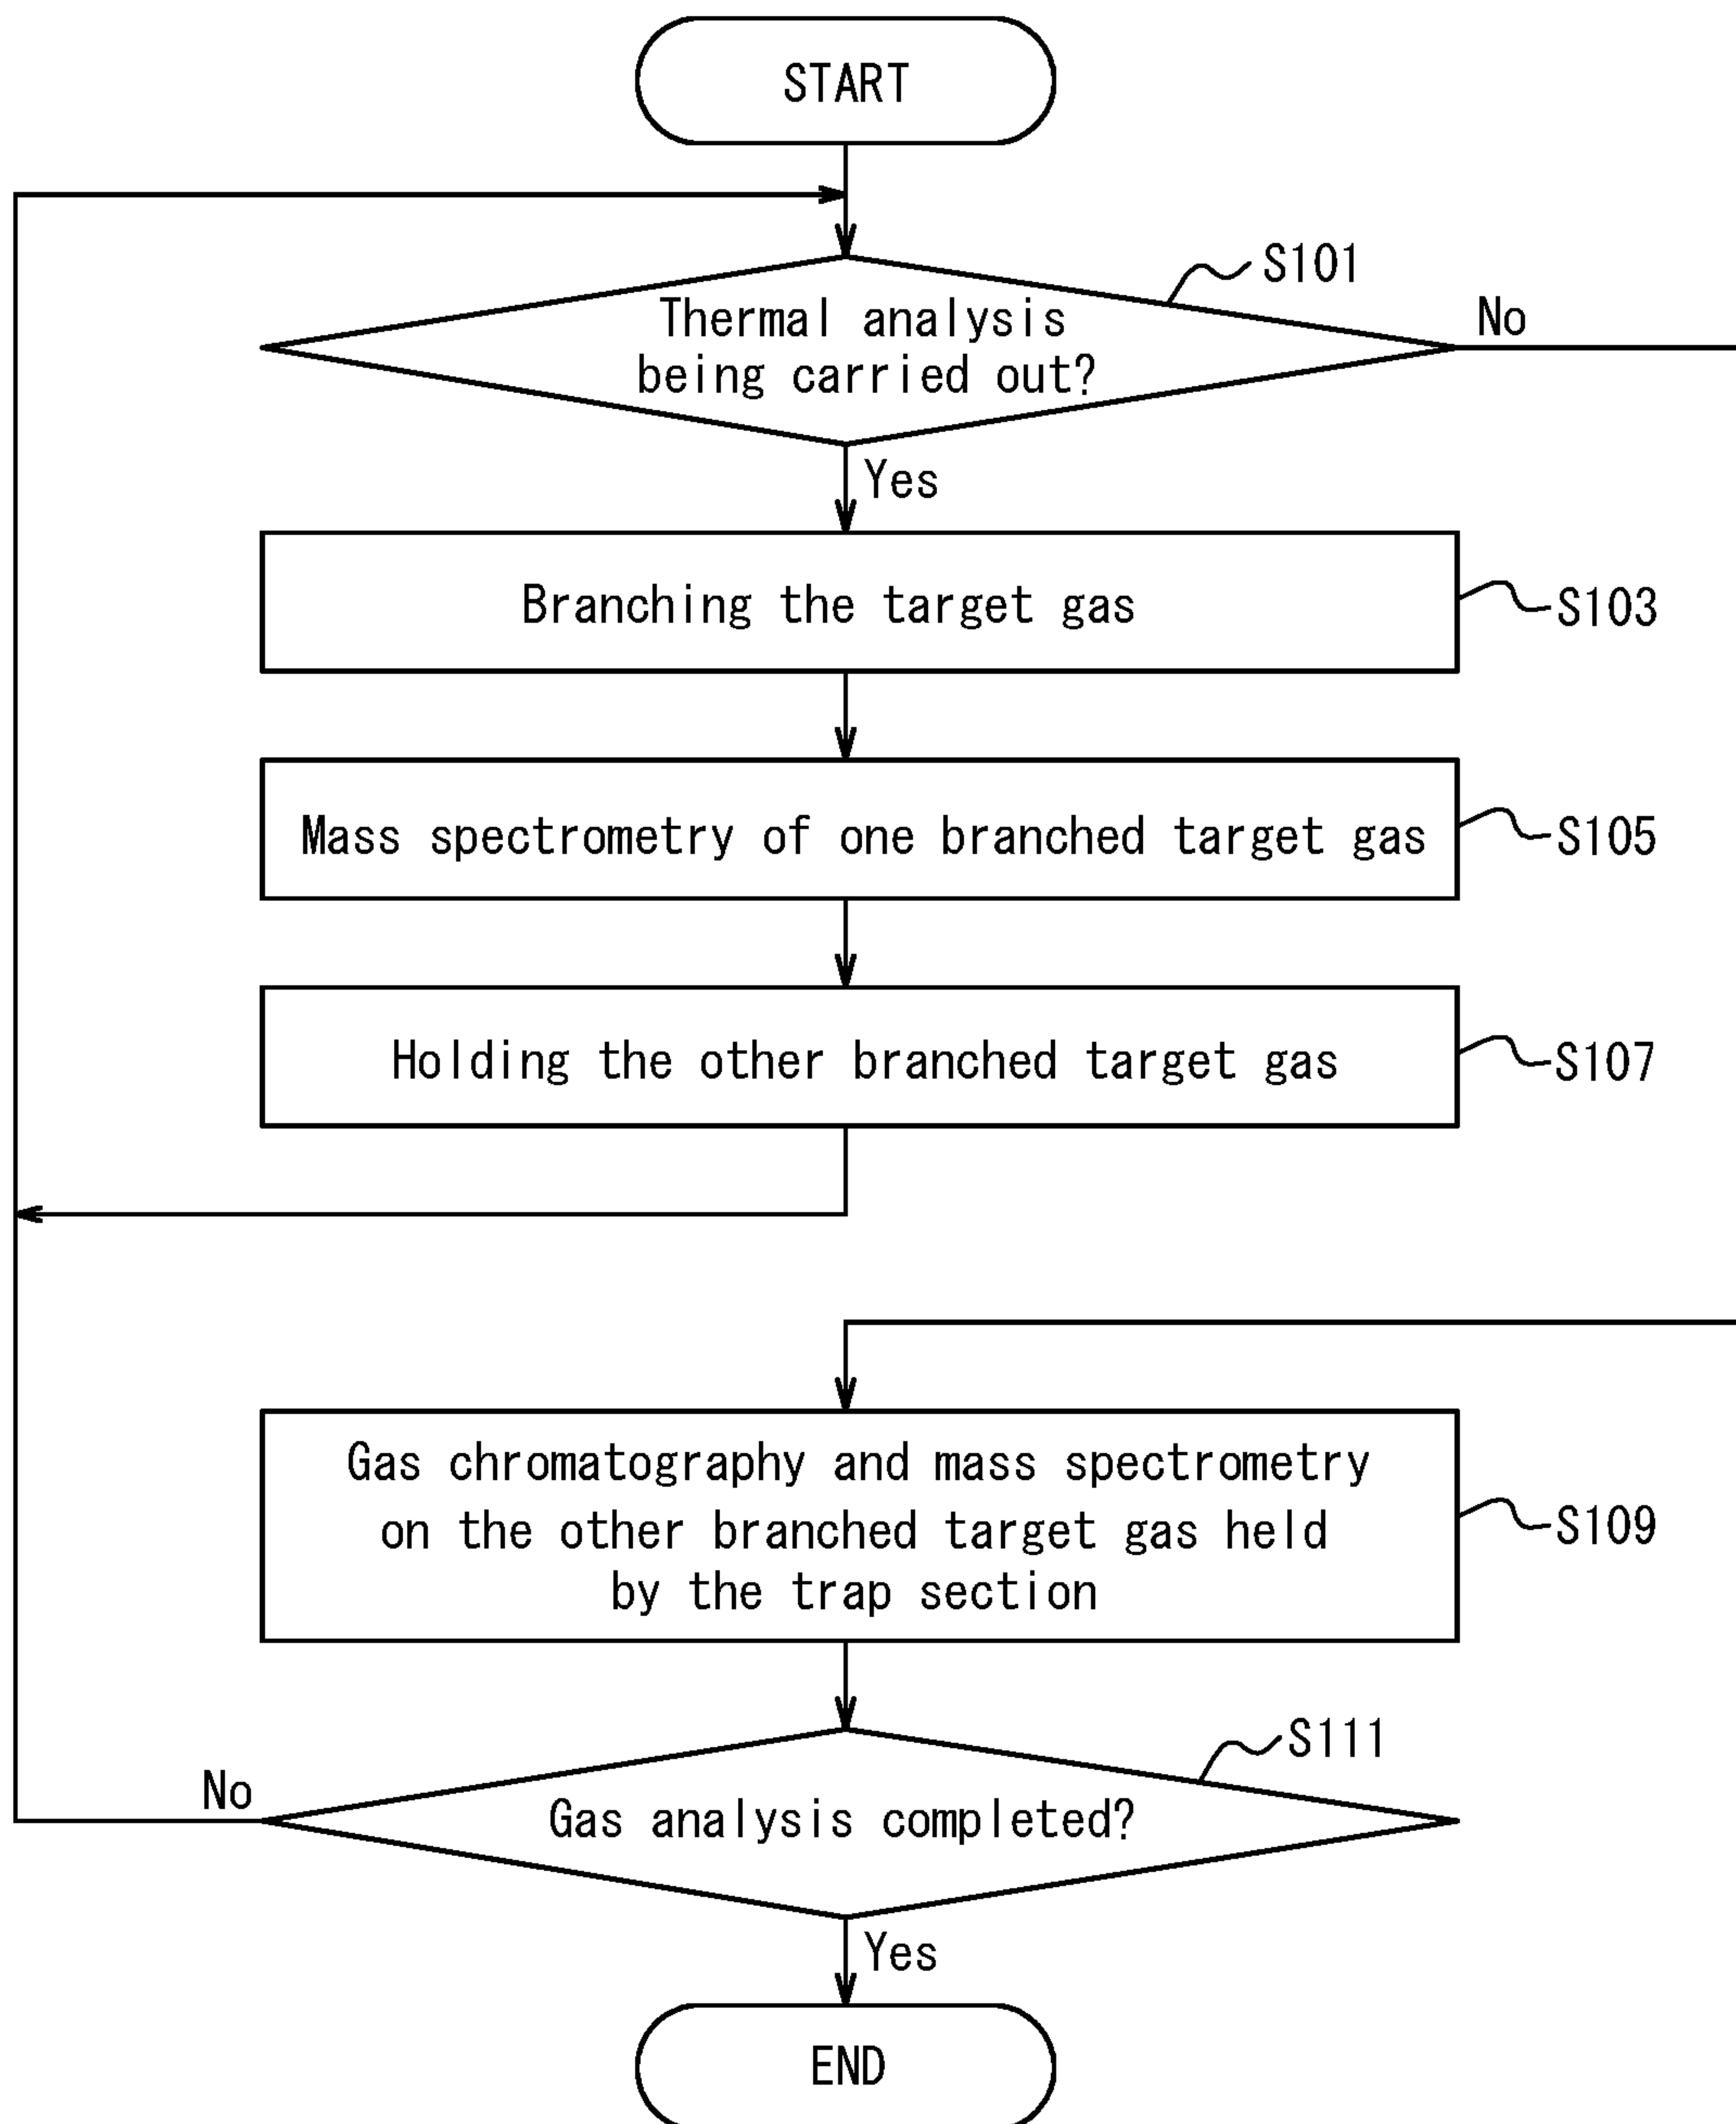 START
S101
Thermal analysis
being carried out?
No
Yes
Branching the target gas
S103
Mass spectrometry of one branched target gas
S105
Holding the other branched target gas
S107
Gas chromatography and mass spectrometry
on the other branched target gas held
by the trap section
S109
S111
Gas analysis completed?
No
Yes
END